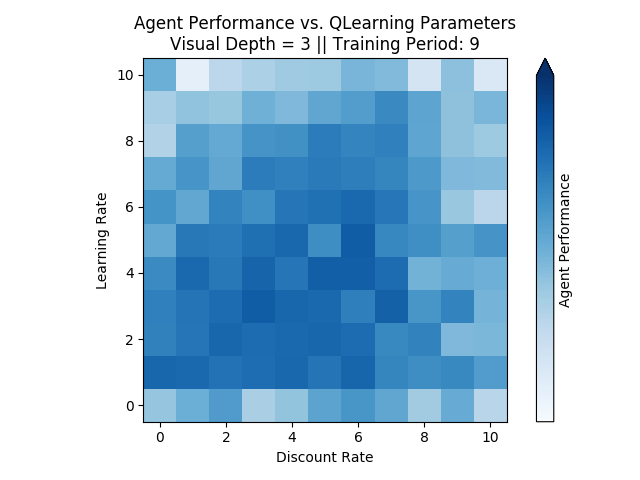 Agent Performance vs. QLearning Parameters
Visual Depth = 3 || Training Period: 9
10
8
6
4
2
0
Learning Rate
0 2 4 6 8 10
Discount Rate
Agent Performance